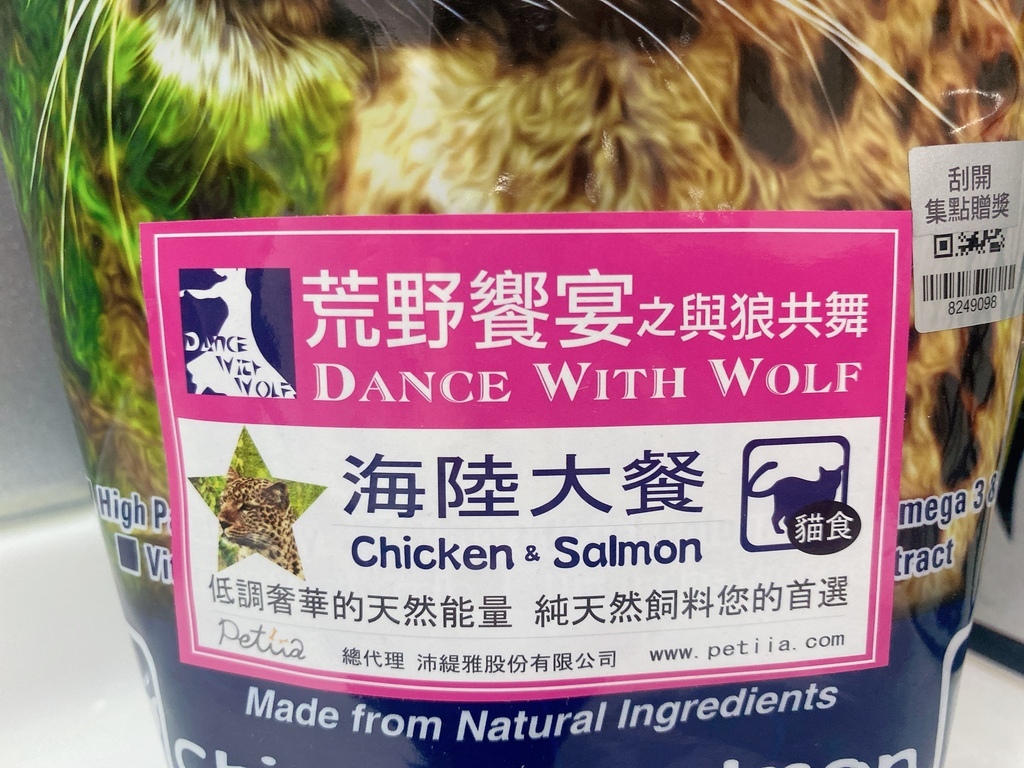 刮開
集點贈獎
8249098
荒野饗宴之與狼共舞
DANCE WITH WOLF
DANCE
WITH
WOLF
海陸大餐
貓食
Chicken & Salmon
High
mega 3
低調奢華的天然能量 純天然飼料您的首選
Petiia
總代理 沛緹雅股份有限公司 www.petiia.com
Made from Natural Ingredients